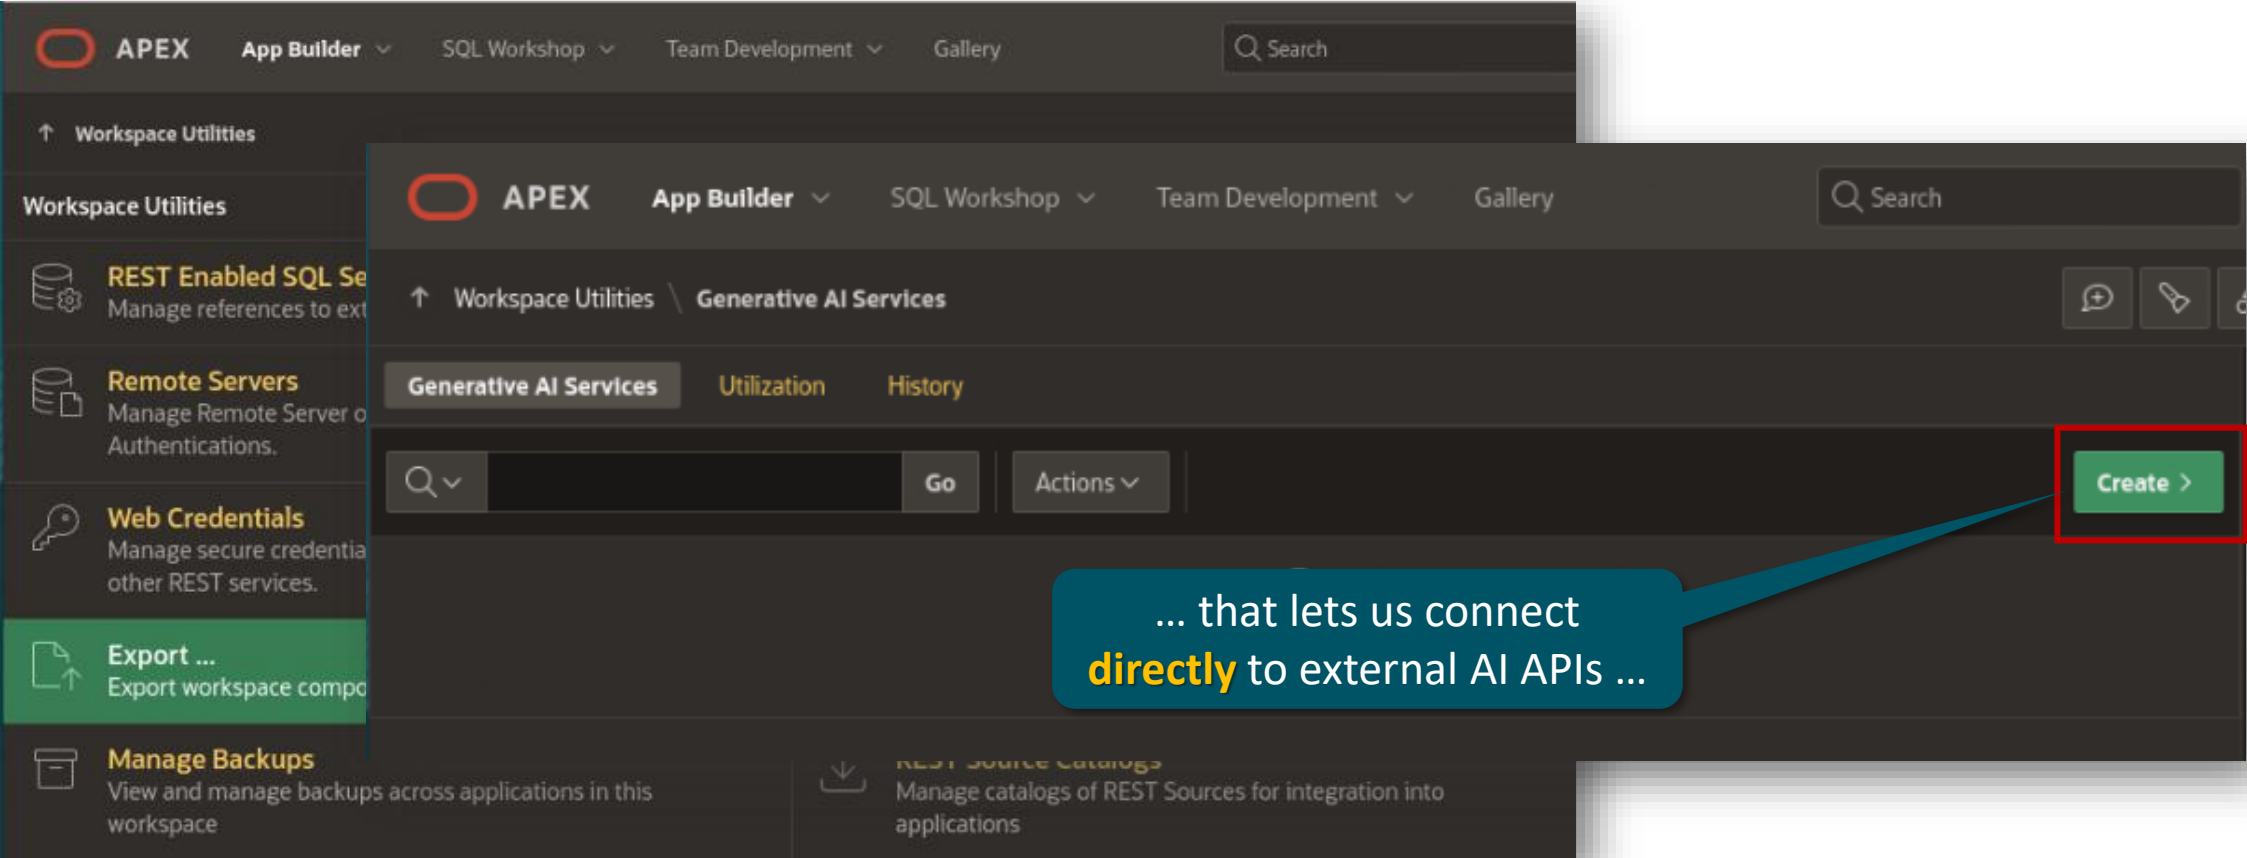 APEX App Builder SQL Workshop Team Development Gallery Search
Workspace Utilities
Workspace Utilities
REST Enabled SQL Se
Manage references to ext
Remote Servers
Manage Remote Server o
Authentications.
Web Credentials
Manage secure credentia
other REST services.
Export ...
Export workspace compo
Manage Backups
View and manage backups across applications in this
workspace
REST Source Catalogs
Manage catalogs of REST Sources for integration into
applications
APEX App Builder SQL Workshop Team Development Gallery Search
Workspace Utilities \ Generative AI Services
Generative AI Services Utilization History
Go Actions Create >
... that lets us connect
directly to external AI APIs ...